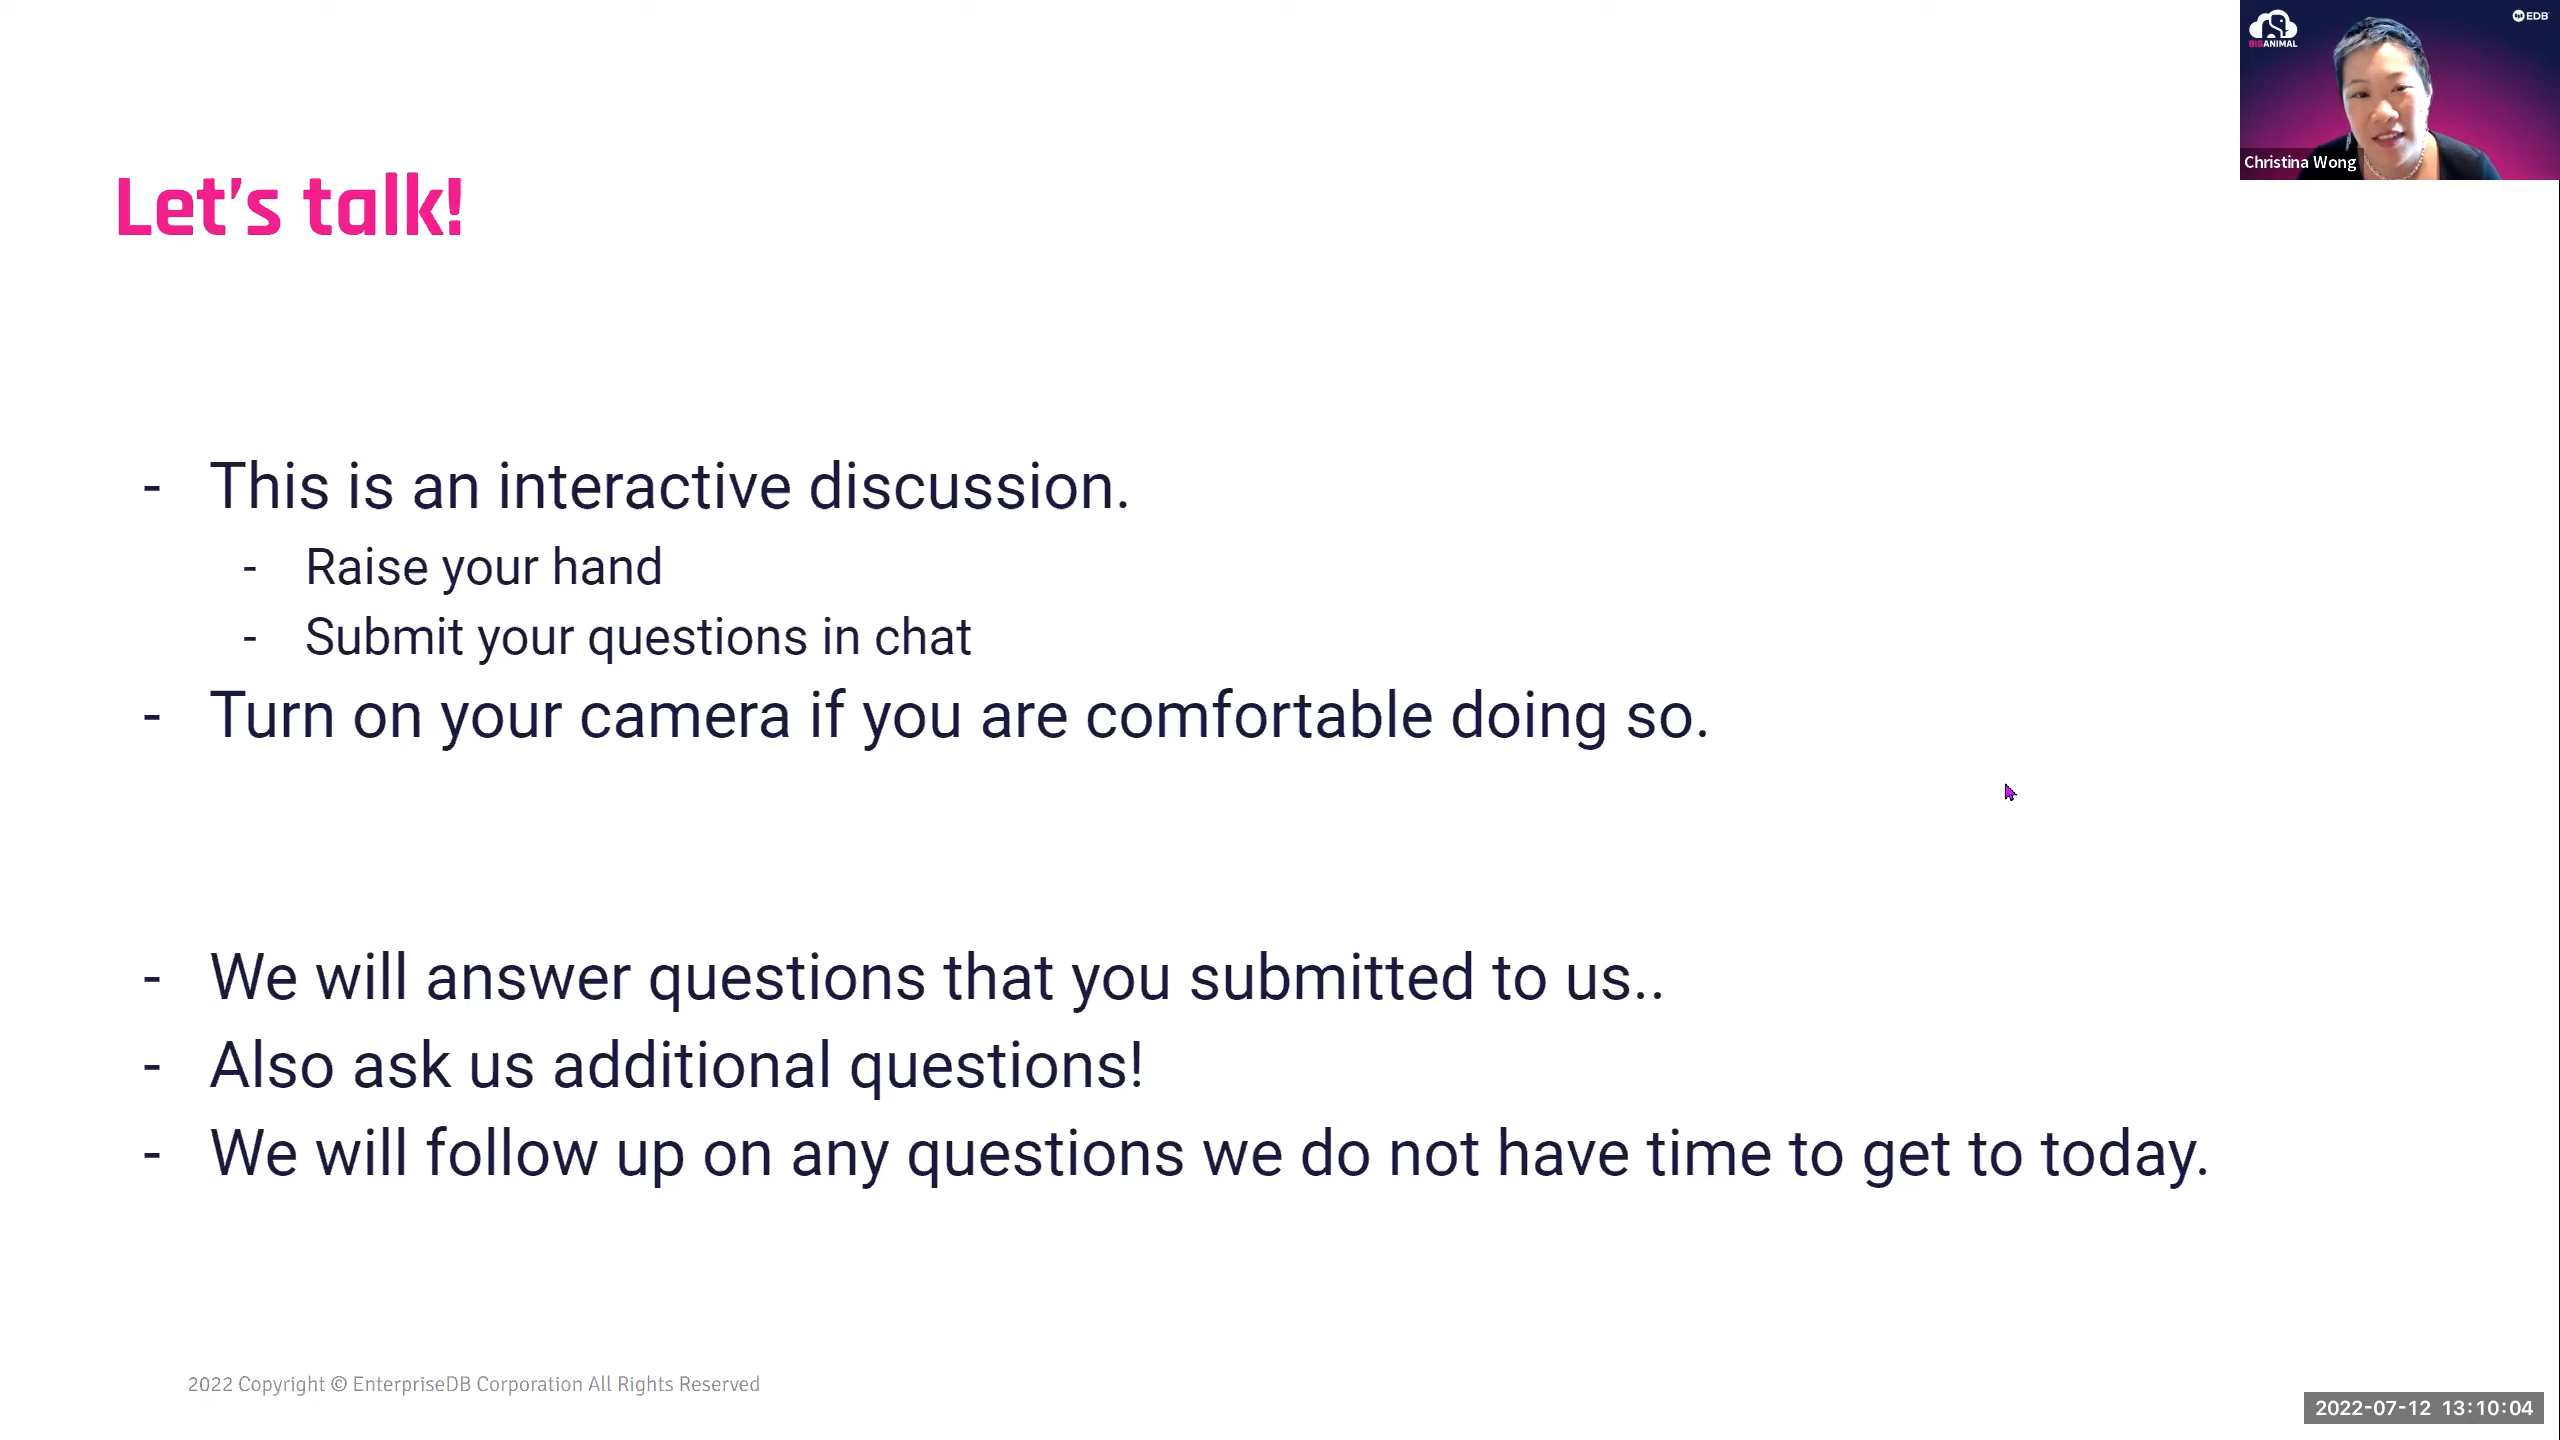 BIGANIMAL
EDB
Christina Wong
Let's talk!
- This is an interactive discussion.
- Raise your hand
- Submit your questions in chat
- Turn on your camera if you are comfortable doing so.
- We will answer questions that you submitted to us..
- Also ask us additional questions!
- We will follow up on any questions we do not have time to get to today.
2022 Copyright © EnterpriseDB Corporation All Rights Reserved
2022-07-12 13:10:04